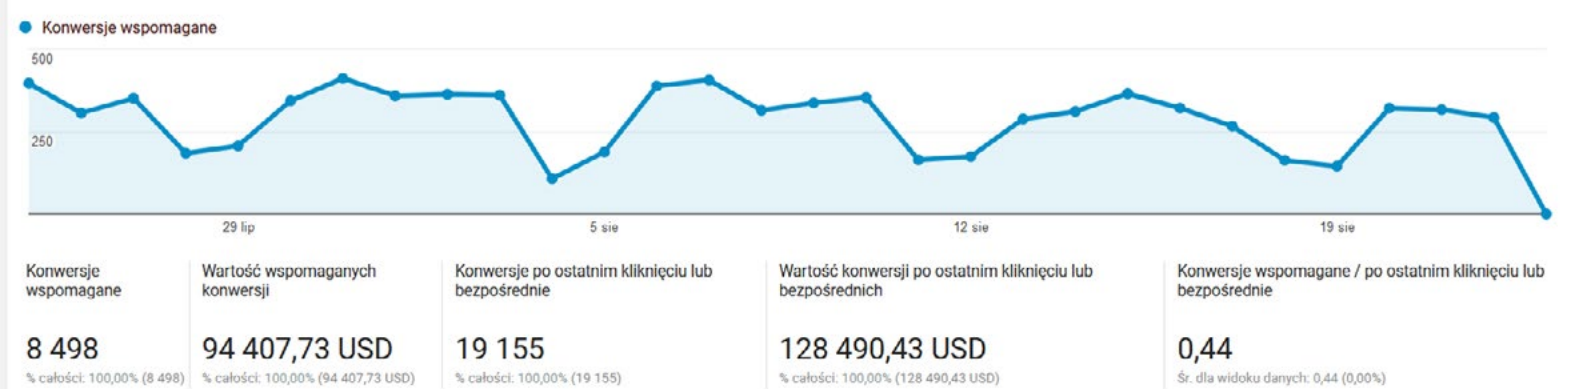 Konwersje wspomagane
500
250
29 lip
5 sie
12 sie
19 sie
Konwersje
wspomagane
8 498
% całości: 100,00% (8 498)
Wartość wspomaganych
konwersji
94 407,73 USD
% całości: 100,00% (94 407,73 USD)
Konwersje po ostatnim kliknięciu lub
bezpośrednie
19 155
% całości: 100,00% (19 155)
Wartość konwersji po ostatnim kliknięciu lub
bezpośrednich
128 490,43 USD
% całości: 100,00% (128 490,43 USD)
Konwersje wspomagane / po ostatnim kliknięciu lub
bezpośrednie
0,44
Śr. dla widoku danych: 0,44 (0,00%)